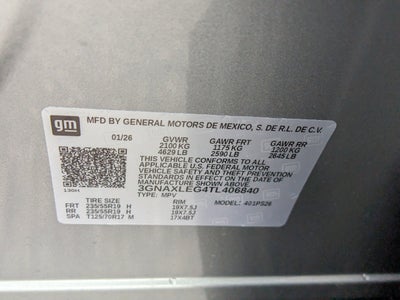 gm
MFD BY GENERAL MOTORS DE MEXICO, S. DE R.L. DE C.V.
01/26 GVWR GAWR FRT GAWR RR
2100 KG 1175 KG 1200 KG
4629 LB 2590 LB 2645 LB
THIS VEHICLE CONFORMS TO ALL
APPLICABLE U.S. FEDERAL MOTOR
VEHICLE SAFETY AND THEFT PREVENTION
STANDARDS IN EFFECT ON THE DATE OF
MANUFACTURE SHOWN ABOVE.
3GNAXLEG4TL406840
TYPE: MPV MODEL: 401PS26
TIRE SIZE RIM
FRT 235/55R19 H 19X7.5J
RR 235/55R19 H 19X7.5J
SPA T125/70R17 M 17X4BT